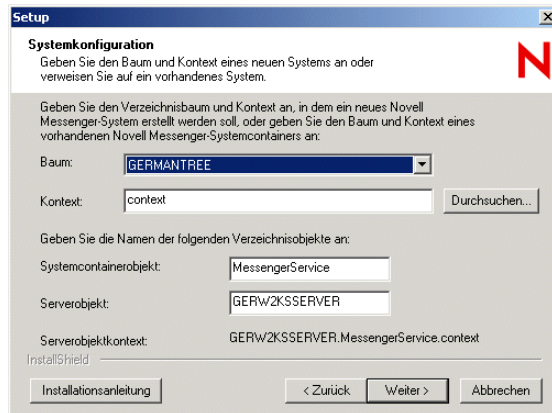 Setup
Systemkonfiguration
Geben Sie den Baum und Kontext eines neuen Systems an oder
verweisen Sie auf ein vorhandenes System.
N
Geben Sie den Verzeichnisbaum und Kontext an, in dem ein neues Novell
Messenger-System erstellt werden soll, oder geben Sie den Baum und Kontext eines
vorhandenen Novell Messenger-Systemcontainers an:
Baum: GERMANTREE
Kontext: context Durchsuchen...
Geben Sie die Namen der folgenden Verzeichnisobjekte an:
Systemcontainerobjekt: MessengerService
Serverobjekt: GERW2KSSERVER
Serverobjektkontext: GERW2KSSERVER.MessengerService.context
InstallShield
Installationsanleitung < Zurück Weiter > Abbrechen